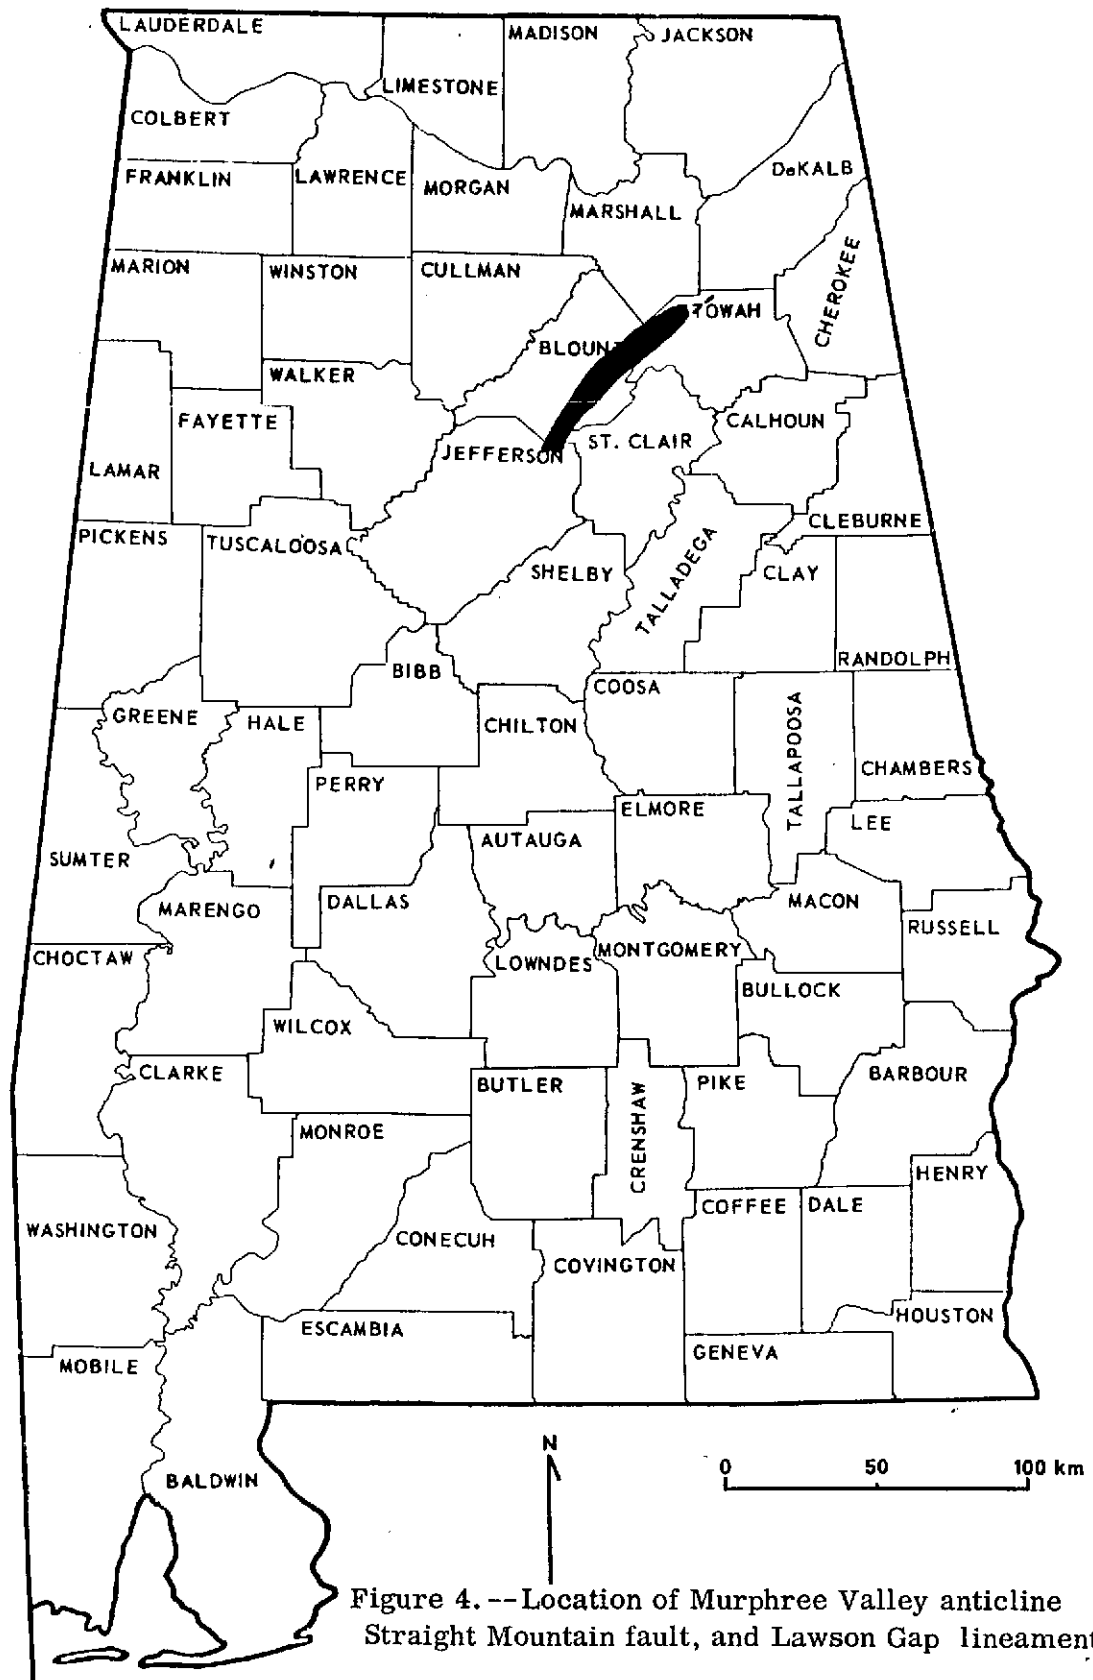 LAUDERDALE
LIMESTONE
MADISON
JACKSON
COLBERT
FRANKLIN
LAWRENCE
MORGAN
MARSHALL
DeKALB
MARION
WINSTON
CULLMAN
CHEROKEE
BLOUNT
TOWAH
WALKER
FAYETTE
LAMAR
JEFFERSON
ST. CLAIR
CALHOUN
PICKENS
TUSCALOOSA
SHELBY
TALLADEGA
CLEBURNE
CLAY
RANDOLPH
BIBB
COOSA
GREENE
HALE
CHILTON
TALLAPOOSA
CHAMBERS
PERRY
ELMORE
LEE
SUMTER
AUTAUGA
MARENGO
DALLAS
MACON
RUSSELL
CHOCTAW
LOWNDES
MONTGOMERY
BULLOCK
WILCOX
CLARKE
BUTLER
CRENSHAW
PIKE
BARBOUR
MONROE
HENRY
WASHINGTON
CONECUH
COVINGTON
COFFEE
DALE
HOUSTON
ESCAMBIA
GENEVA
MOBILE
BALDWIN
N
0 50 100 km
Figure 4. --Location of Murphree Valley anticline
Straight Mountain fault, and Lawson Gap lineament